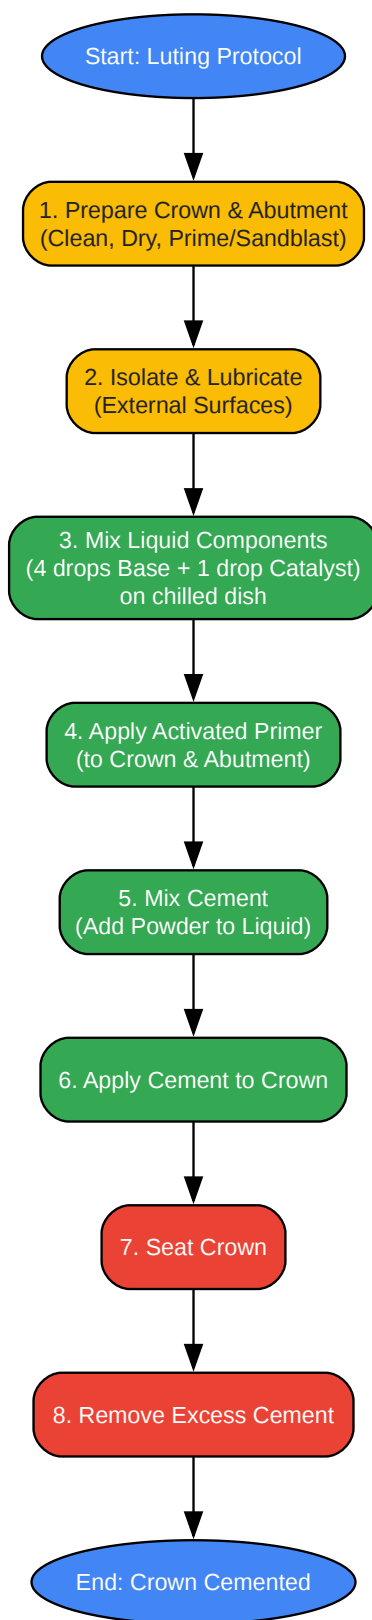 Start: Luting Protocol
1. Prepare Crown & Abutment
(Clean, Dry, Prime/Sandblast)
2. Isolate & Lubricate
(External Surfaces)
3. Mix Liquid Components
(4 drops Base + 1 drop Catalyst)
on chilled dish
4. Apply Activated Primer
(to Crown & Abutment)
5. Mix Cement
(Add Powder to Liquid)
6. Apply Cement to Crown
7. Seat Crown
8. Remove Excess Cement
End: Crown Cemented